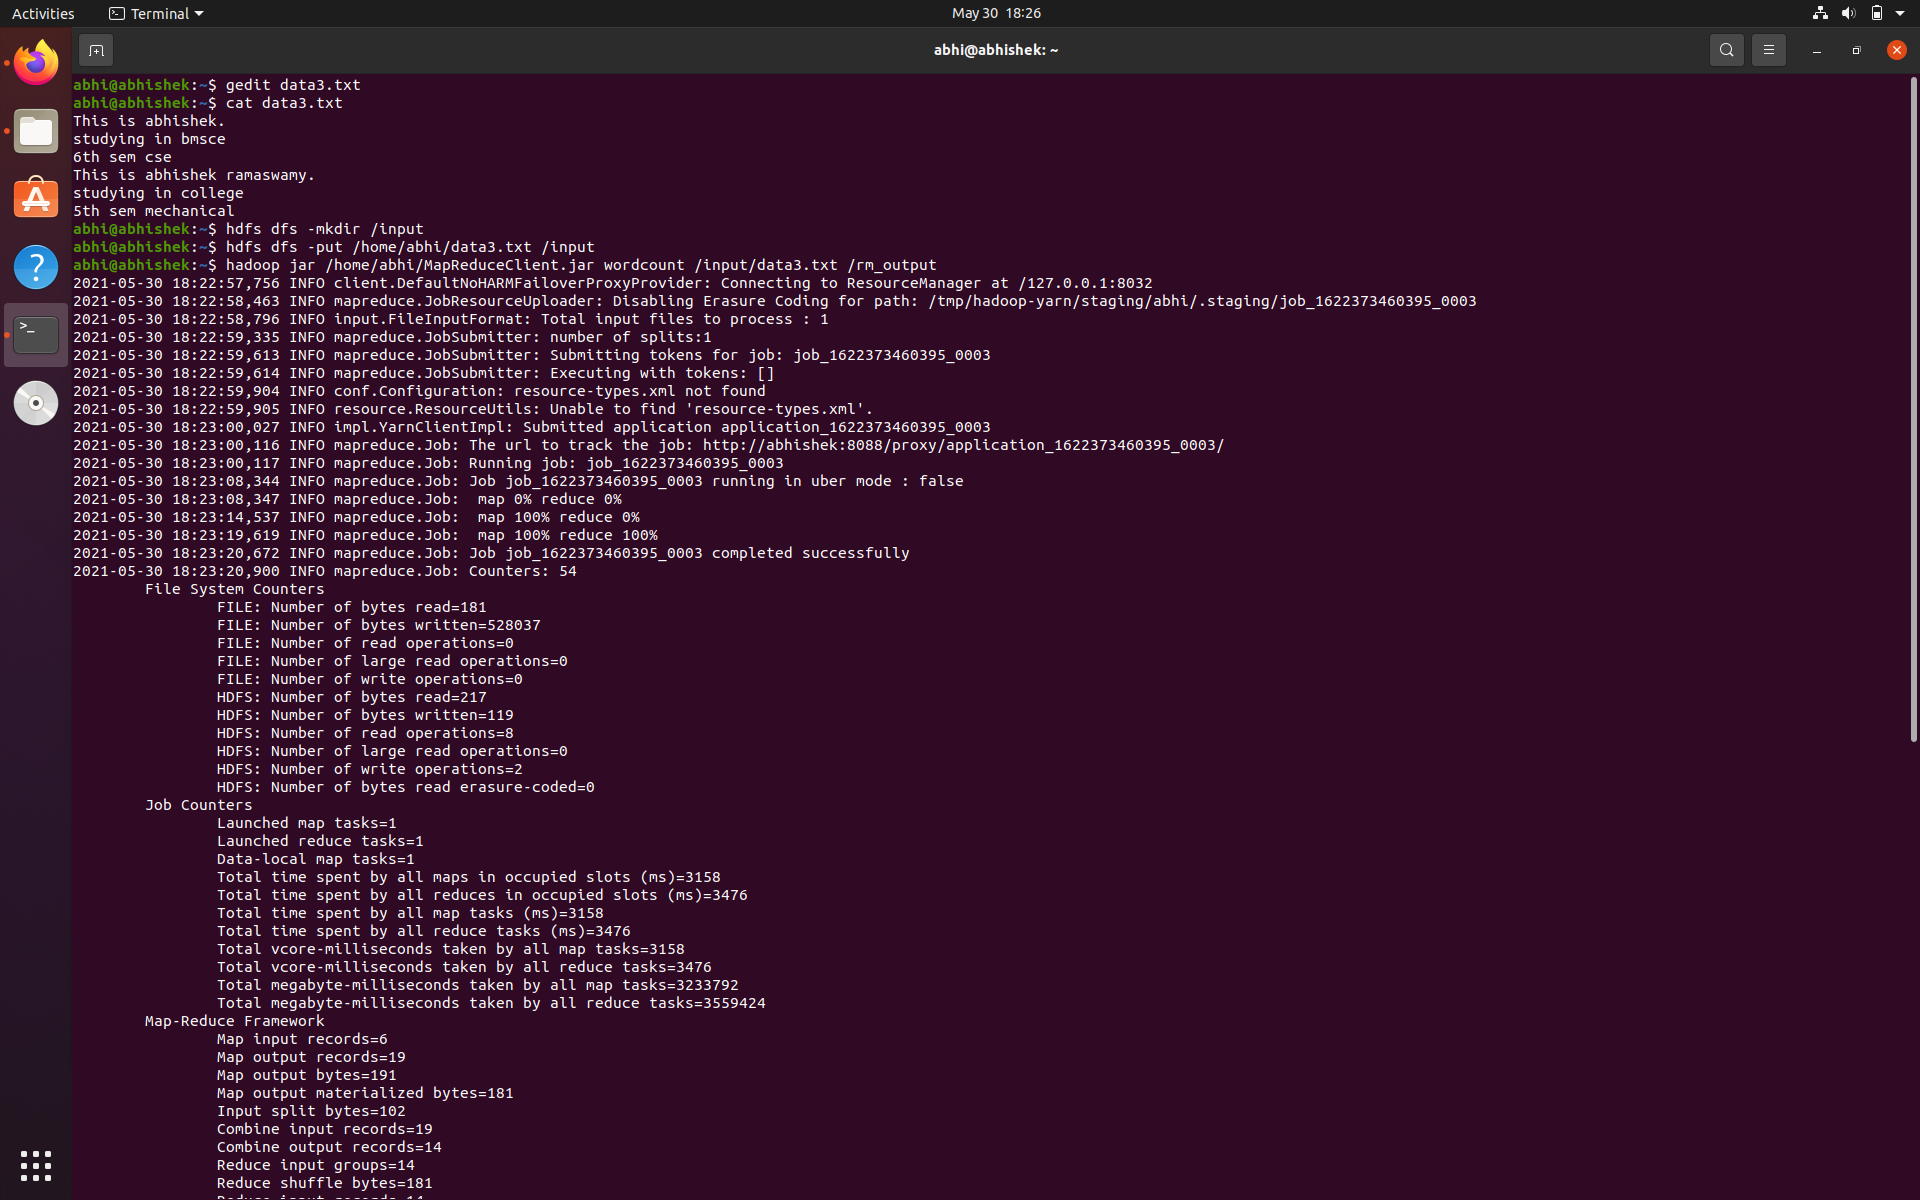 Activities
Terminal
May 30 18:26
abhi@abhishek: ~
abhi@abhishek:~$ gedit data3.txt
abhi@abhishek:~$ cat data3.txt
This is abhishek.
studying in bmsce
6th sem cse
This is abhishek ramaswamy.
studying in college
5th sem mechanical
abhi@abhishek:~$ hdfs dfs -mkdir /input
abhi@abhishek:~$ hdfs dfs -put /home/abhi/data3.txt /input
abhi@abhishek:~$ hadoop jar /home/abhi/MapReduceClient.jar wordcount /input/data3.txt /rm_output
2021-05-30 18:22:57,756 INFO client.DefaultNoHARMFailoverProxyProvider: Connecting to ResourceManager at /127.0.0.1:8032
2021-05-30 18:22:58,463 INFO mapreduce.JobResourceUploader: Disabling Erasure Coding for path: /tmp/hadoop-yarn/staging/abhi/.staging/job_1622373460395_0003
2021-05-30 18:22:58,796 INFO input.FileInputFormat: Total input files to process : 1
2021-05-30 18:22:59,335 INFO mapreduce.JobSubmitter: number of splits:1
2021-05-30 18:22:59,613 INFO mapreduce.JobSubmitter: Submitting tokens for job: job_1622373460395_0003
2021-05-30 18:22:59,614 INFO mapreduce.JobSubmitter: Executing with tokens: []
2021-05-30 18:22:59,904 INFO conf.Configuration: resource-types.xml not found
2021-05-30 18:22:59,905 INFO resource.ResourceUtils: Unable to find 'resource-types.xml'.
2021-05-30 18:23:00,027 INFO impl.YarnClientImpl: Submitted application application_1622373460395_0003
2021-05-30 18:23:00,116 INFO mapreduce.Job: The url to track the job: http://abhishek:8088/proxy/application_1622373460395_0003/
2021-05-30 18:23:00,117 INFO mapreduce.Job: Running job: job_1622373460395_0003
2021-05-30 18:23:08,344 INFO mapreduce.Job: Job job_1622373460395_0003 running in uber mode : false
2021-05-30 18:23:08,347 INFO mapreduce.Job:  map 0% reduce 0%
2021-05-30 18:23:14,537 INFO mapreduce.Job:  map 100% reduce 0%
2021-05-30 18:23:19,619 INFO mapreduce.Job:  map 100% reduce 100%
2021-05-30 18:23:20,672 INFO mapreduce.Job: Job job_1622373460395_0003 completed successfully
2021-05-30 18:23:20,900 INFO mapreduce.Job: Counters: 54
File System Counters
FILE: Number of bytes read=181
FILE: Number of bytes written=528037
FILE: Number of read operations=0
FILE: Number of large read operations=0
FILE: Number of write operations=0
HDFS: Number of bytes read=217
HDFS: Number of bytes written=119
HDFS: Number of read operations=8
HDFS: Number of large read operations=0
HDFS: Number of write operations=2
HDFS: Number of bytes read erasure-coded=0
Job Counters
Launched map tasks=1
Launched reduce tasks=1
Data-local map tasks=1
Total time spent by all maps in occupied slots (ms)=3158
Total time spent by all reduces in occupied slots (ms)=3476
Total time spent by all map tasks (ms)=3158
Total time spent by all reduce tasks (ms)=3476
Total vcore-milliseconds taken by all map tasks=3158
Total vcore-milliseconds taken by all reduce tasks=3476
Total megabyte-milliseconds taken by all map tasks=3233792
Total megabyte-milliseconds taken by all reduce tasks=3559424
Map-Reduce Framework
Map input records=6
Map output records=19
Map output bytes=191
Map output materialized bytes=181
Input split bytes=102
Combine input records=19
Combine output records=14
Reduce input groups=14
Reduce shuffle bytes=181